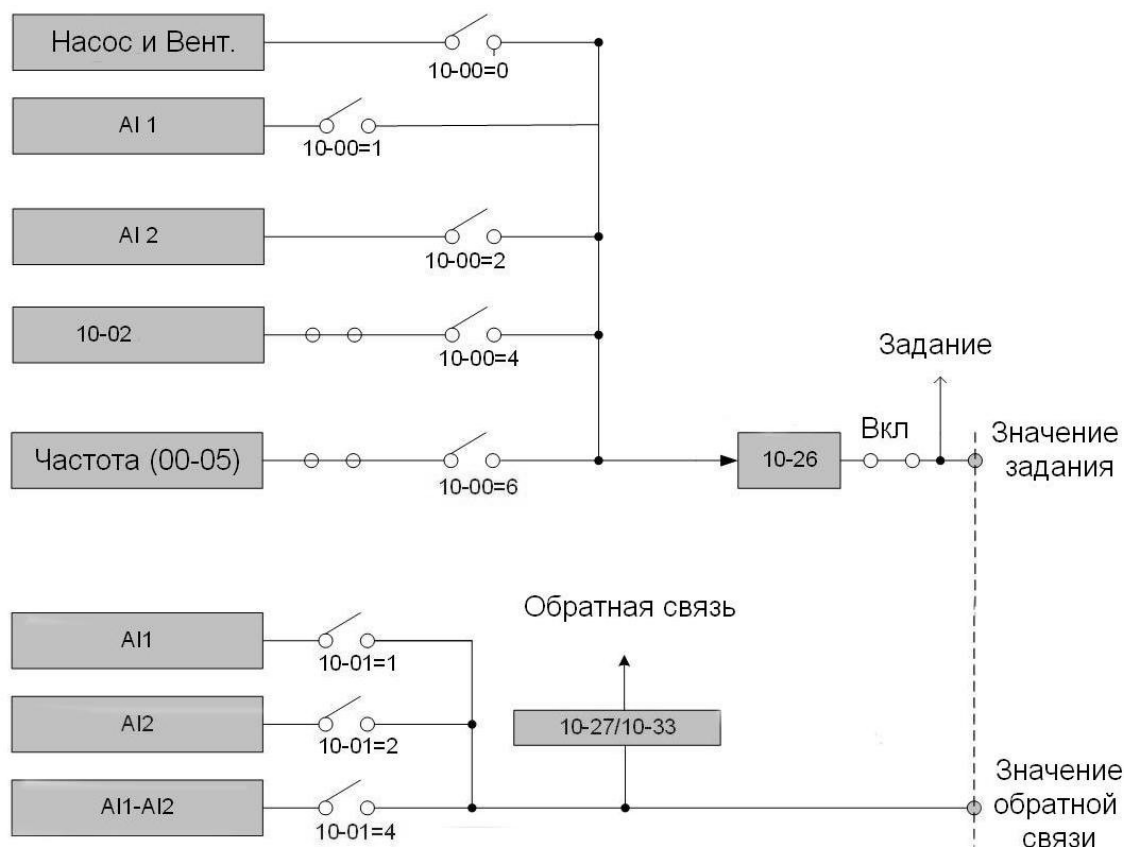 Насос и Вент.
10-00=0
AI 1
10-00=1
AI 2
10-00=2
10-02
10-00=4
Задание
Частота (00-05)
10-00=6
10-26
Вкл
Значение
задания
Обратная связь
AI1
10-01=1
AI2
10-01=2
10-27/10-33
AI1-AI2
10-01=4
Значение
обратной
связи